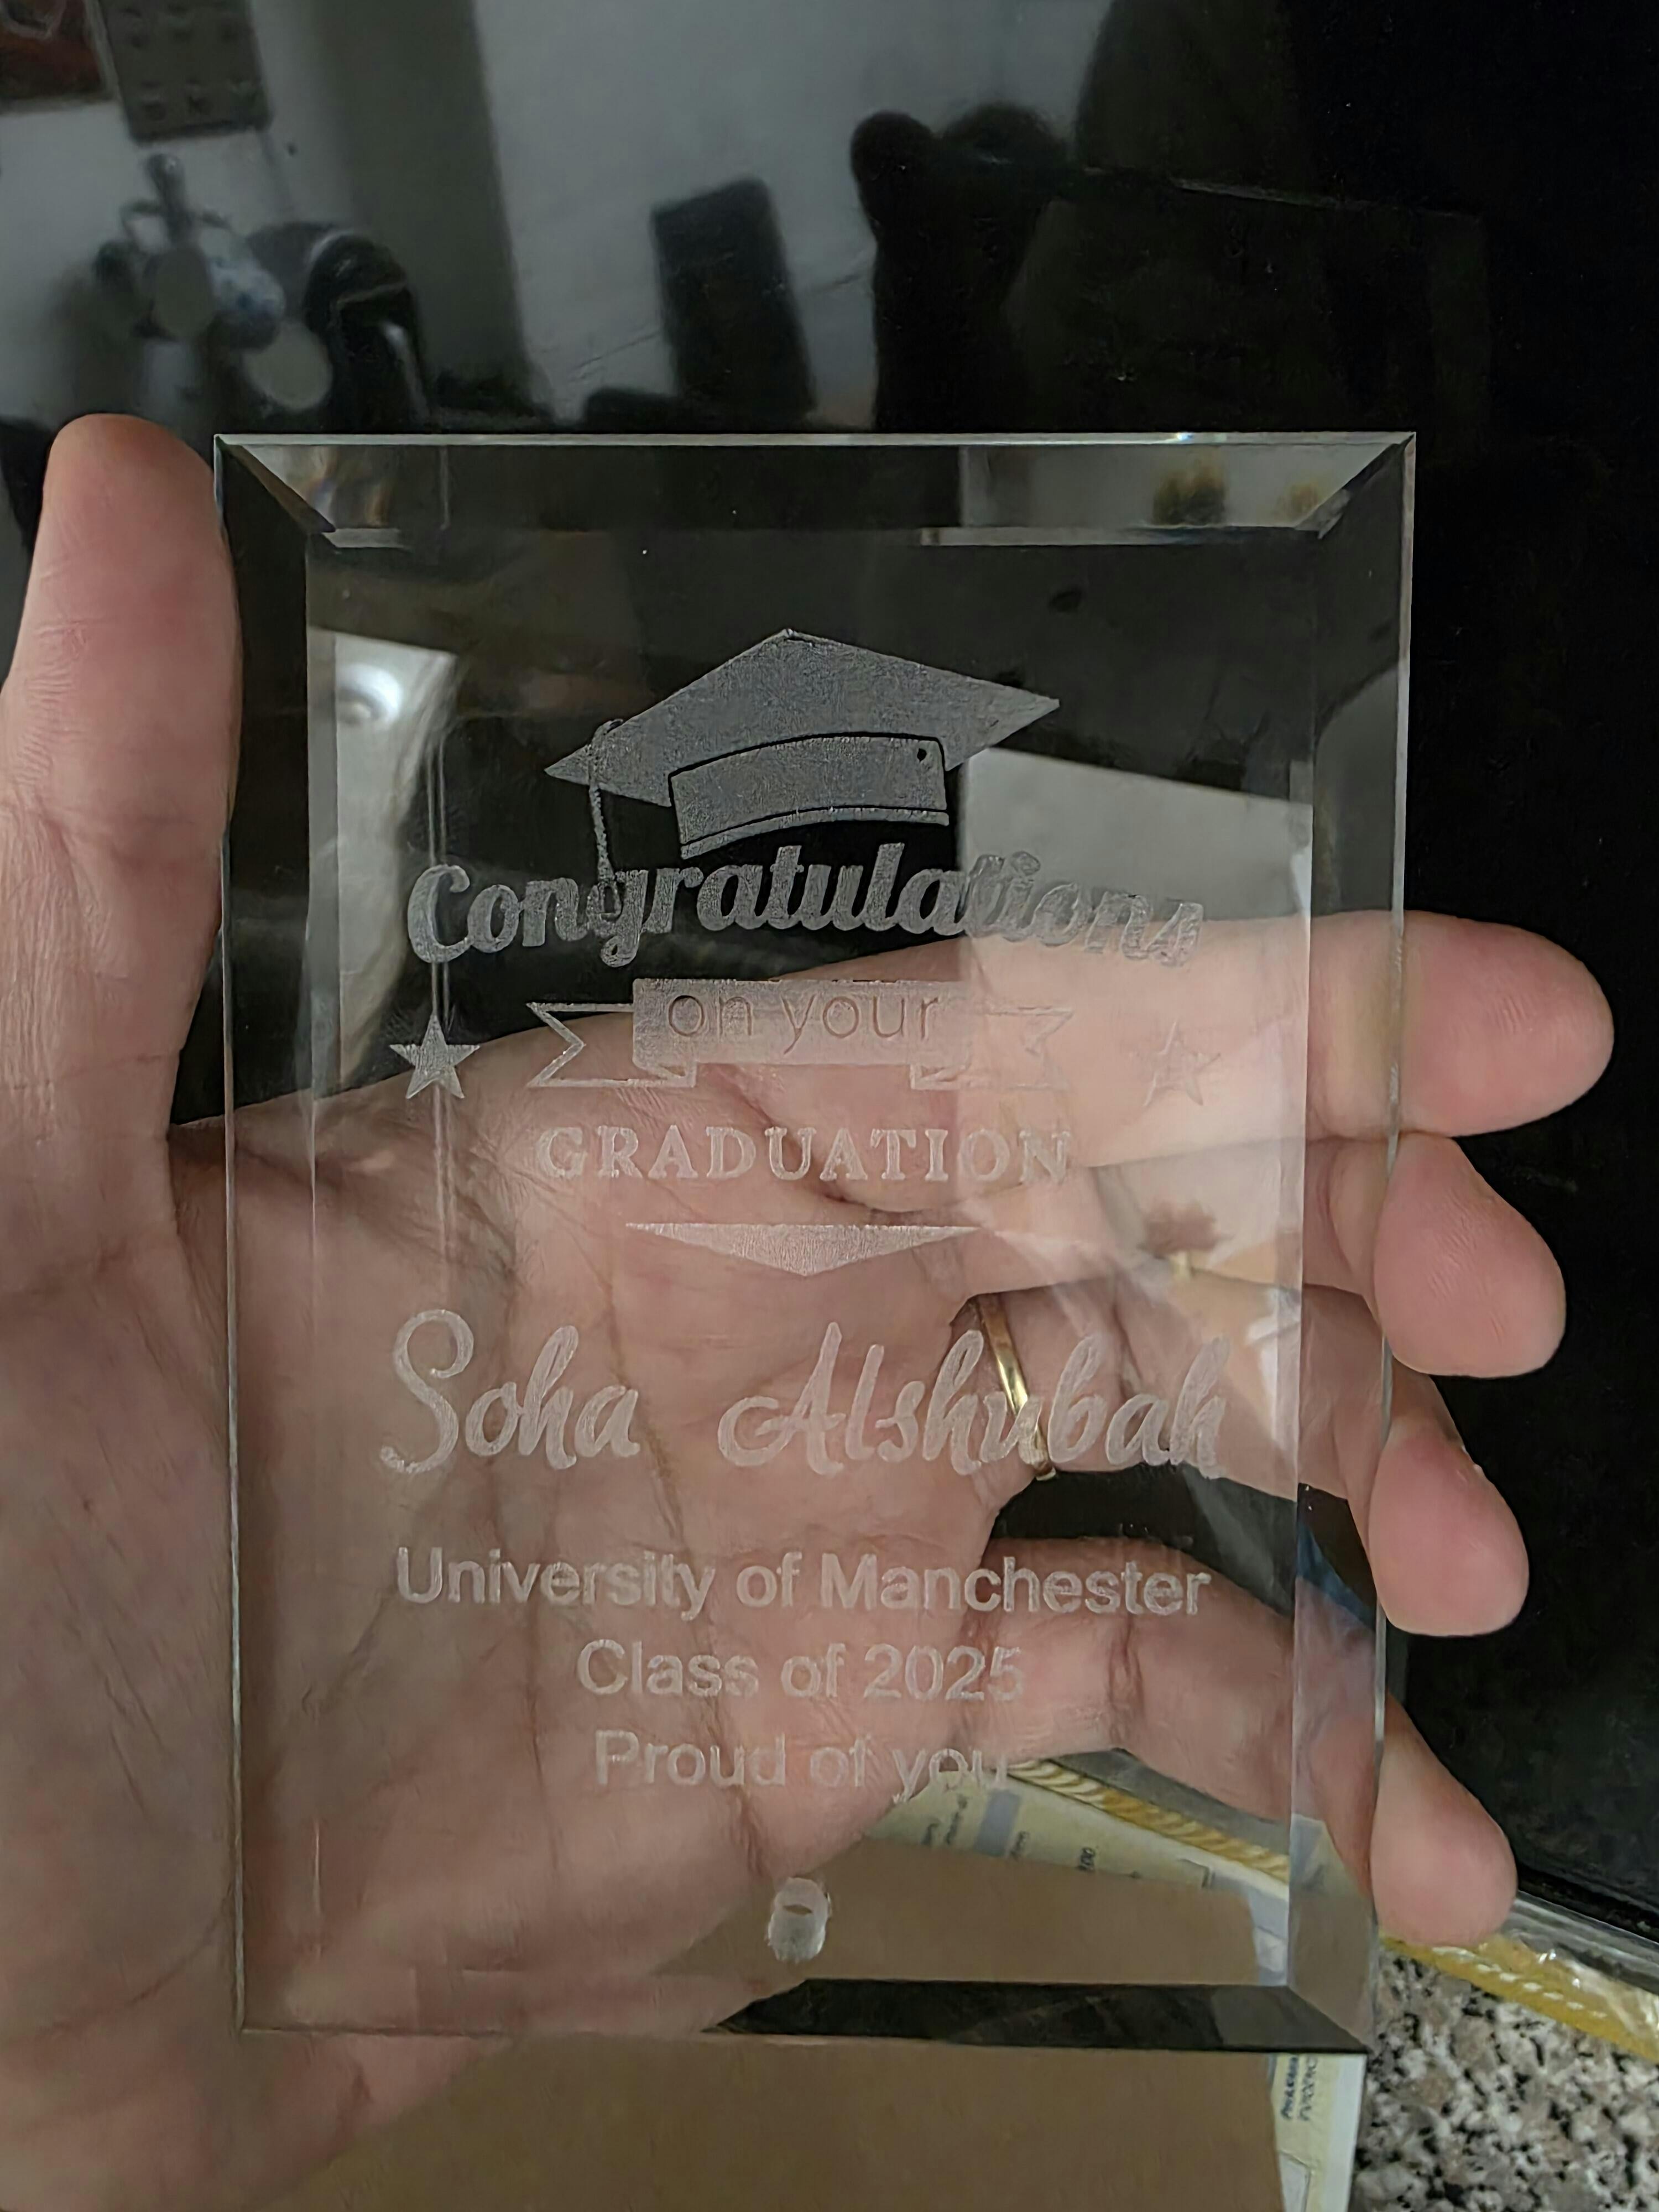 Congratulations
on your
GRADUATION
Soha Alshubah
University of Manchester
Class of 2025
Proud of you